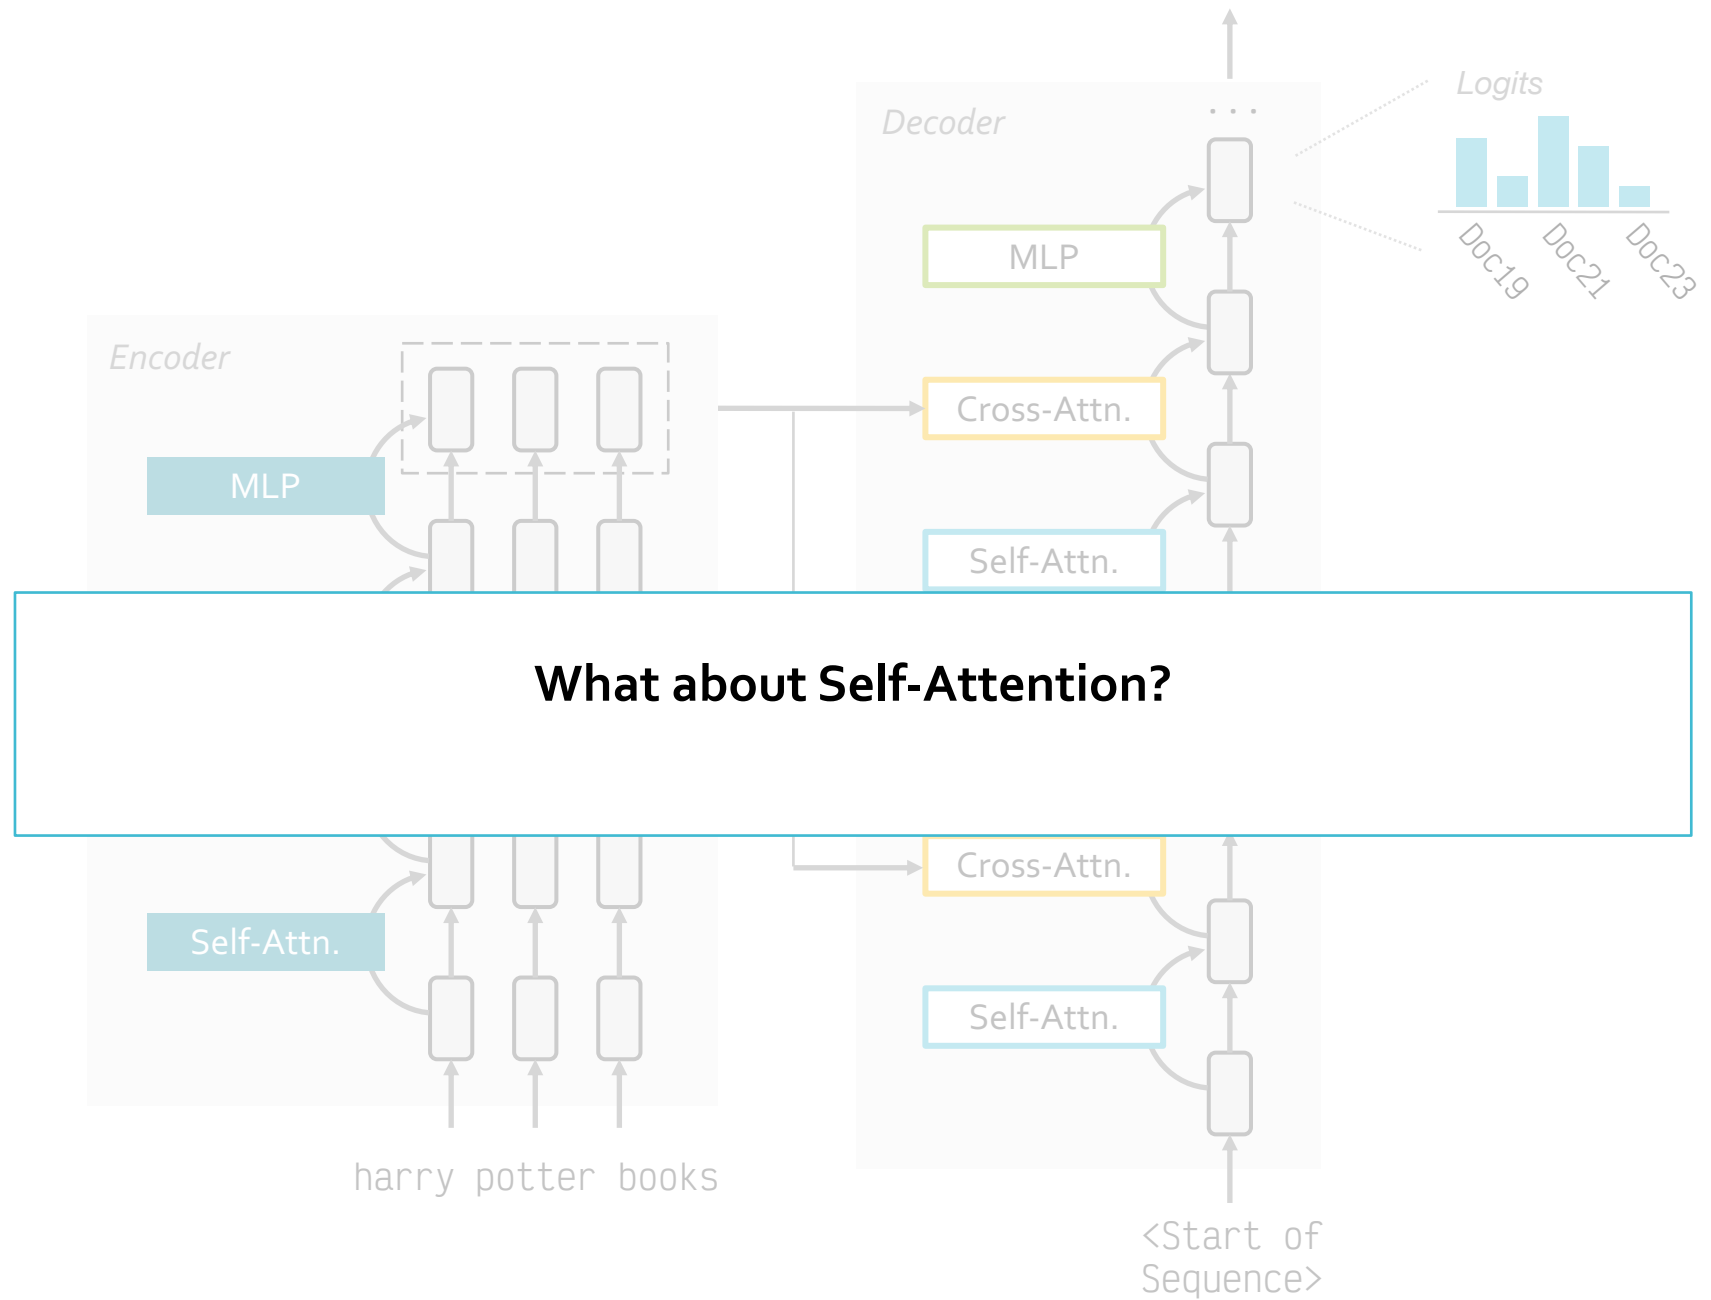 Logits
Decoder
. . .
MLP
Doc19
Doc21
Doc23
Encoder
Cross-Attn.
MLP
Self-Attn.
What about Self-Attention?
Cross-Attn.
Self-Attn.
Self-Attn.
harry potter books
<Start of
Sequence>